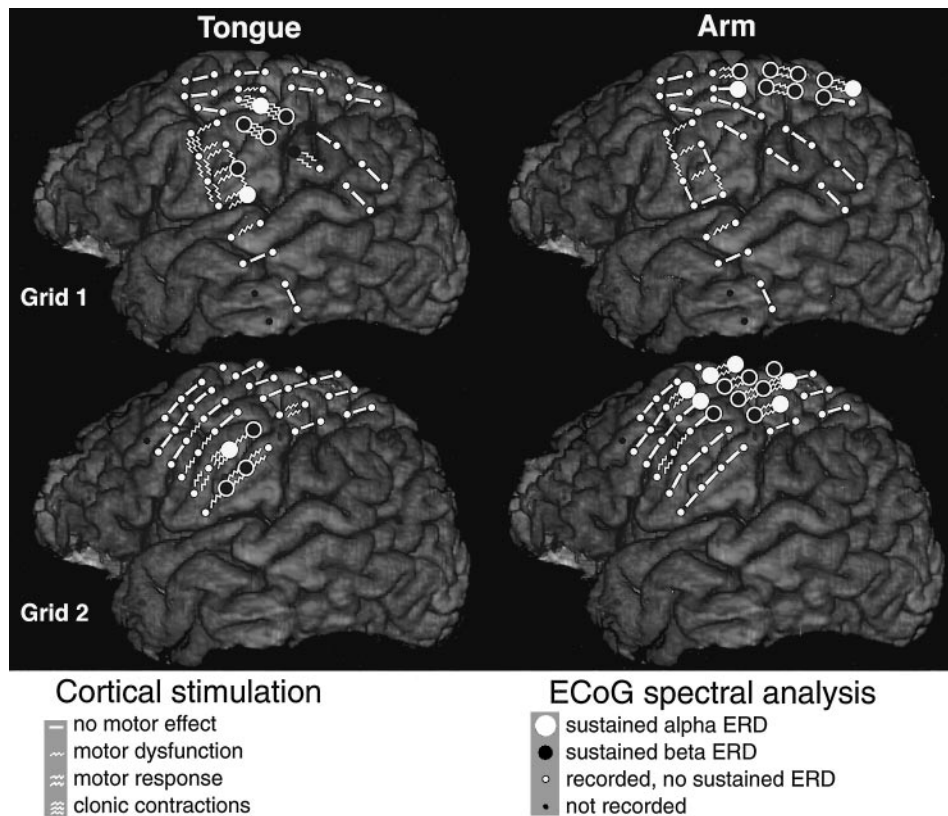 Tongue
Arm
Grid 1
Grid 2
Cortical stimulation
no motor effect
motor dysfunction
motor response
clonic contractions
ECoG spectral analysis
sustained alpha ERD
sustained beta ERD
recorded, no sustained ERD
not recorded